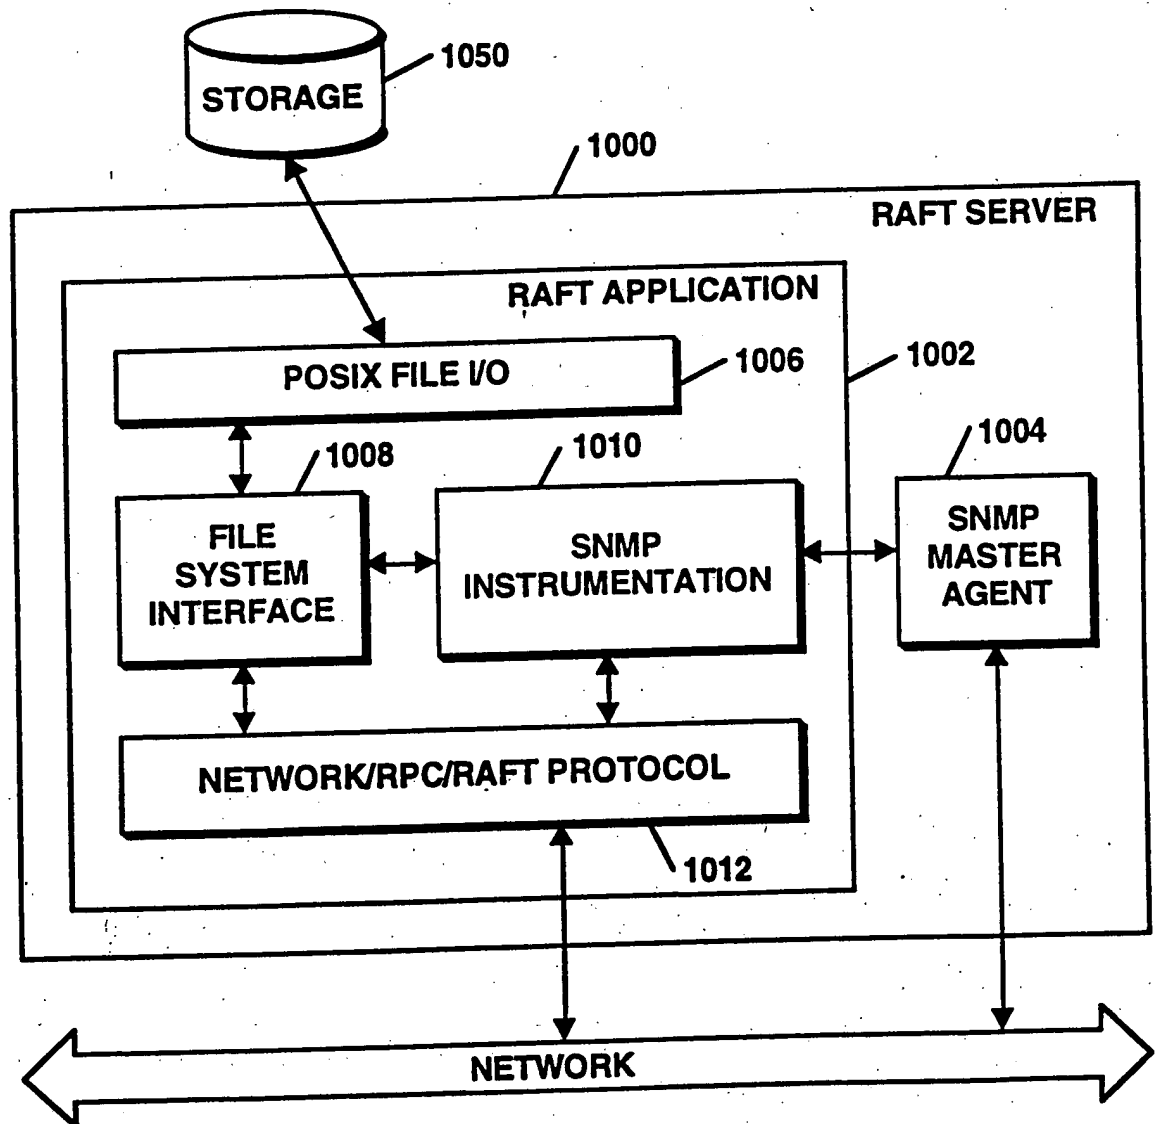 1050
STORAGE
1000
RAFT SERVER
RAFT APPLICATION
POSIX FILE I/O
1006
1002
1008
1010
1004
FILE
SYSTEM
INTERFACE
SNMP
INSTRUMENTATION
SNMP
MASTER
AGENT
NETWORK/RPC/RAFT PROTOCOL
1012
NETWORK